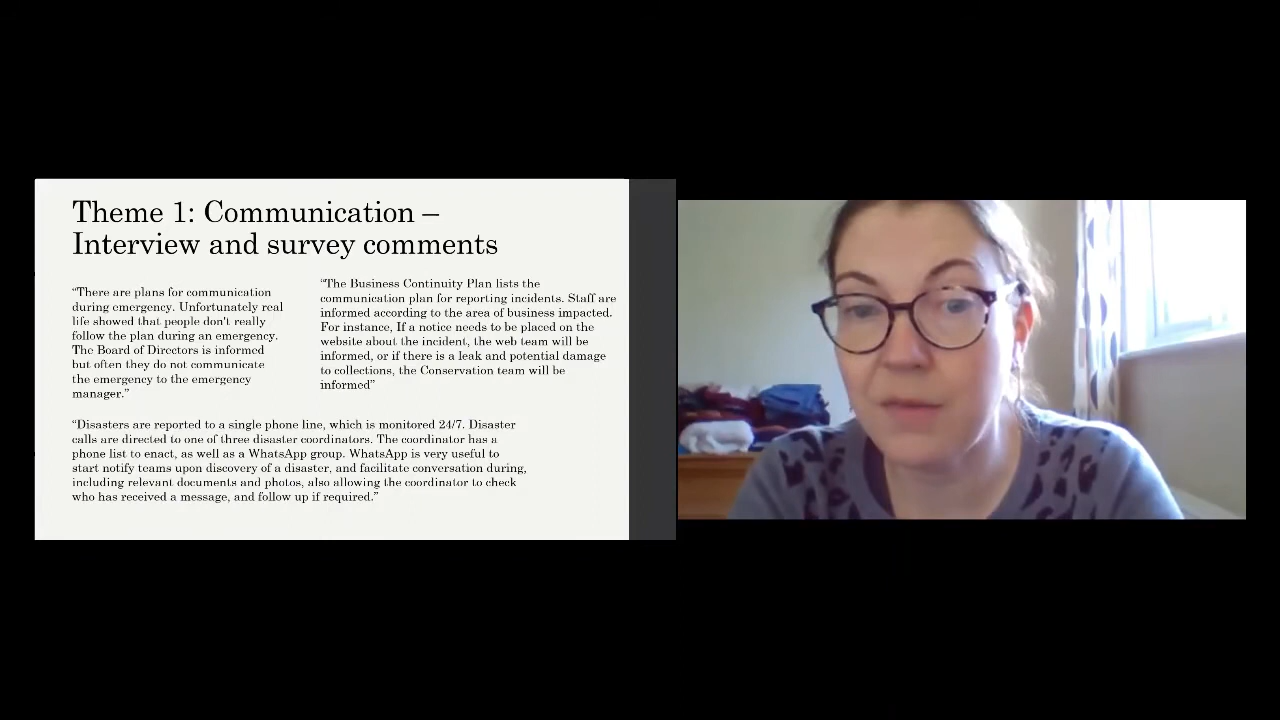 Theme 1: Communication –
Interview and survey comments
“There are plans for communication
during emergency. Unfortunately real
life showed that people don't really
follow the plan during an emergency.
The Board of Directors is informed
but often they do not communicate
the emergency to the emergency
manager.”
“The Business Continuity Plan lists the
communication plan for reporting incidents. Staff are
informed according to the area of business impacted.
For instance, If a notice needs to be placed on the
website about the incident, the web team will be
informed, or if there is a leak and potential damage
to collections, the Conservation team will be
informed”
“Disasters are reported to a single phone line, which is monitored 24/7. Disaster
calls are directed to one of three disaster coordinators. The coordinator has a
phone list to enact, as well as a WhatsApp group. WhatsApp is very useful to
start notify teams upon discovery of a disaster, and facilitate conversation during,
including relevant documents and photos, also allowing the coordinator to check
who has received a message, and follow up if required.”